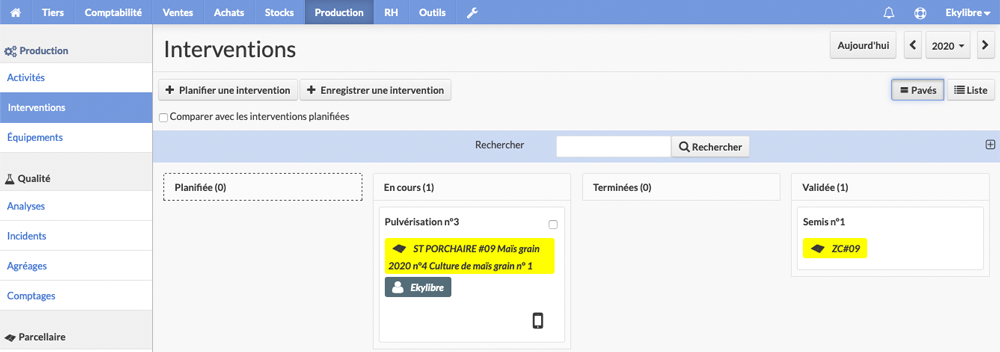 Tiers Comptabilité Ventes Achats Stocks Production RH Outils Ekylibre
Production
Activités
Interventions
Équipements
Qualité
Analyses
Incidents
Agréages
Comptages
Parcellaire
Interventions
Aujourd'hui 2020
Planifier une intervention Enregistrer une intervention Pavés Liste
Comparer avec les interventions planifiées
Rechercher Rechercher
Planifiée (0)
En cours (1)
Pulvérisation n°3
ST PORCHAIRE #09 Maïs grain
2020 n°4 Culture de maïs grain n° 1
Ekylibre
Terminées (0)
Validée (1)
Semis n°1
ZC#09